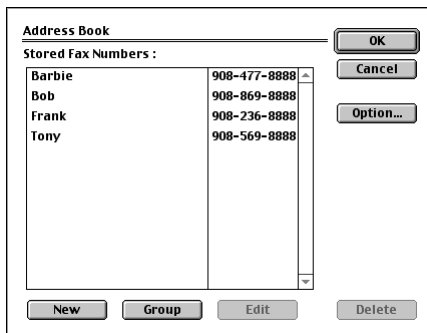 Address Book
OK
Stored Fax Numbers :
Cancel
Barbie 908-477-8888
Bob 908-869-8888
Frank 908-236-8888
Option...
Tony 908-569-8888
New Group Edit Delete